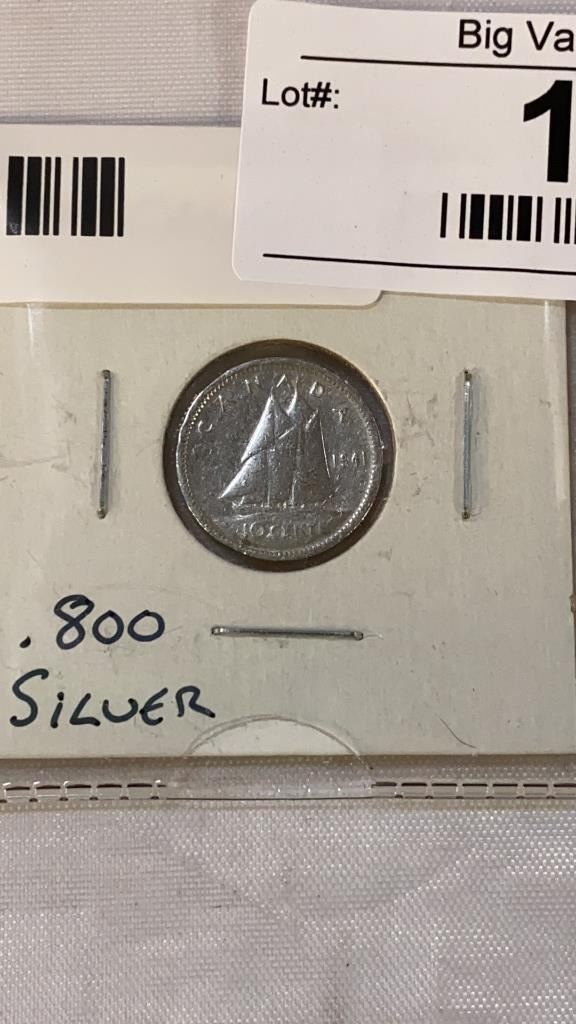 Big Va
Lot#:
1
CANADA
1941
10 CENTS
.800
SILVER